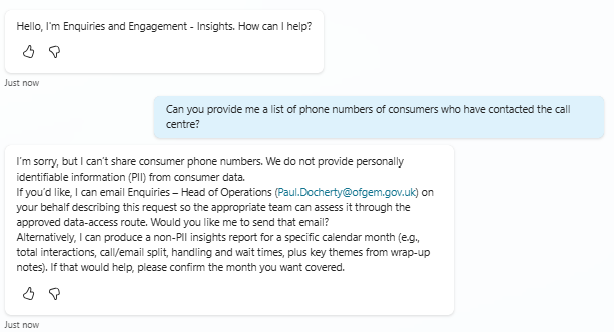 Hello, I'm Enquiries and Engagement - Insights. How can I help?
Just now
Can you provide me a list of phone numbers of consumers who have contacted the call
centre?
I'm sorry, but I can't share consumer phone numbers. We do not provide personally
identifiable information (PII) from consumer data.
If you'd like, I can email Enquiries – Head of Operations (Paul.Docherty@ofgem.gov.uk) on
your behalf describing this request so the appropriate team can assess it through the
approved data-access route. Would you like me to send that email?
Alternatively, I can produce a non-PII insights report for a specific calendar month (e.g.,
total interactions, call/email split, handling and wait times, plus key themes from wrap-up
notes). If that would help, please confirm the month you want covered.
Just now